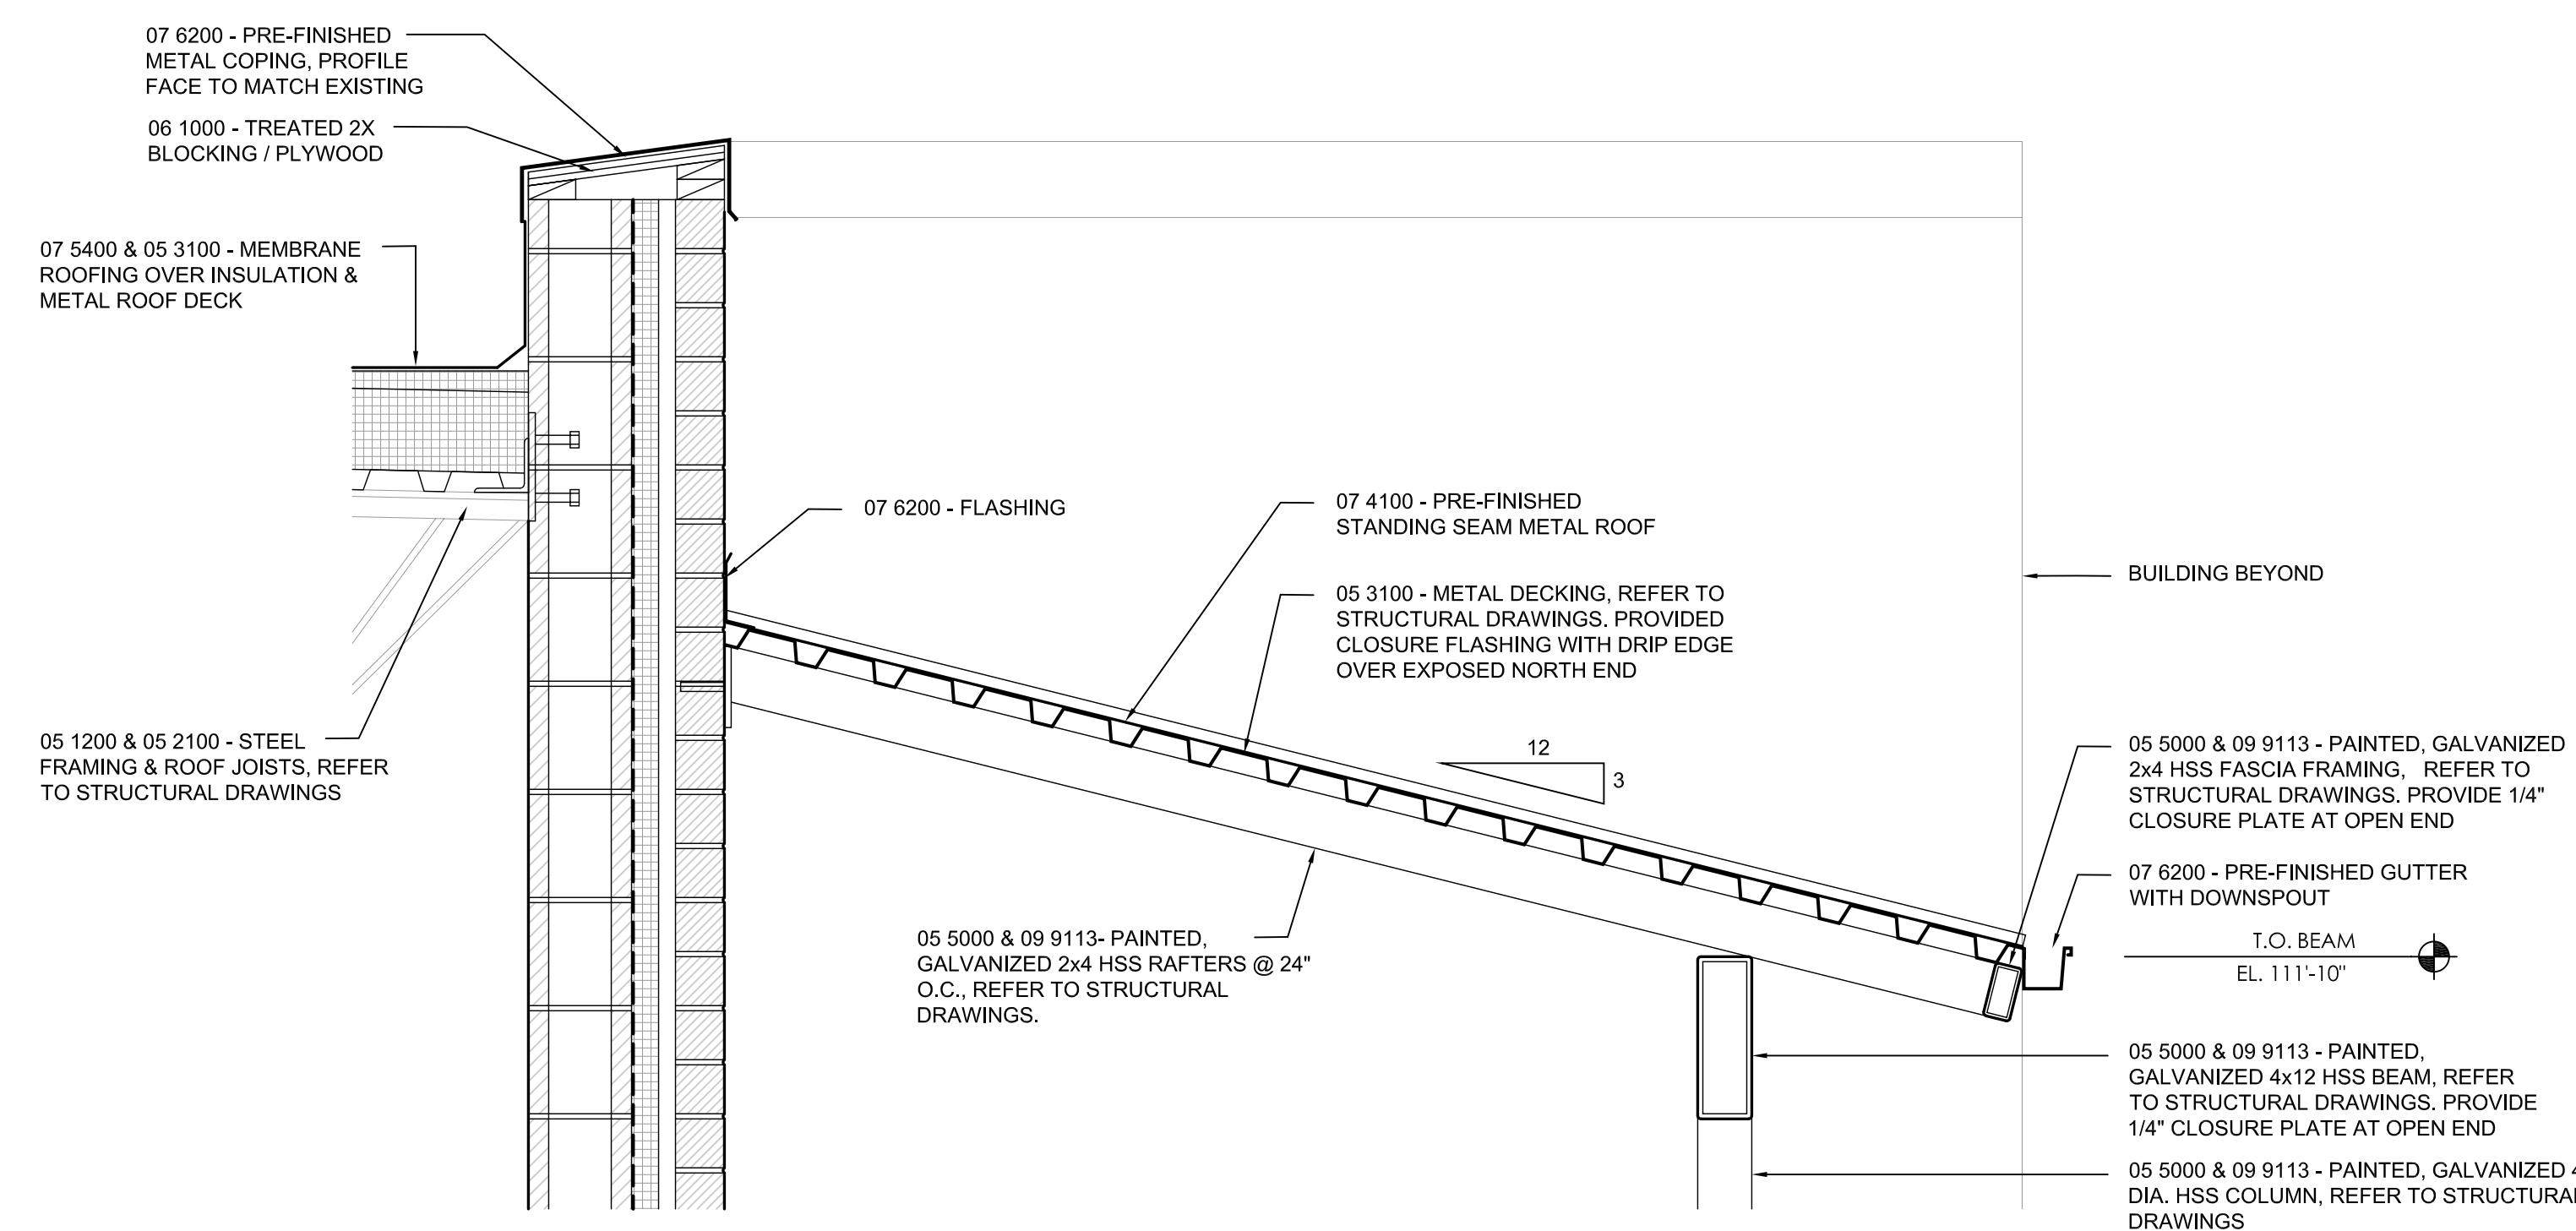 07 6200 - PRE-FINISHED
METAL COPING, PROFILE
FACE TO MATCH EXISTING
06 1000 - TREATED 2X
BLOCKING / PLYWOOD
07 5400 & 05 3100 - MEMBRANE
ROOFING OVER INSULATION &
METAL ROOF DECK
05 1200 & 05 2100 - STEEL
FRAMING & ROOF JOISTS, REFER
TO STRUCTURAL DRAWINGS
07 6200 - FLASHING
07 4100 - PRE-FINISHED
STANDING SEAM METAL ROOF
05 3100 - METAL DECKING, REFER TO
STRUCTURAL DRAWINGS. PROVIDED
CLOSURE FLASHING WITH DRIP EDGE
OVER EXPOSED NORTH END
12
3
05 5000 & 09 9113- PAINTED,
GALVANIZED 2x4 HSS RAFTERS @ 24"
O.C., REFER TO STRUCTURAL
DRAWINGS.
BUILDING BEYOND
05 5000 & 09 9113 - PAINTED, GALVANIZED
2x4 HSS FASCIA FRAMING, REFER TO
STRUCTURAL DRAWINGS. PROVIDE 1/4"
CLOSURE PLATE AT OPEN END
07 6200 - PRE-FINISHED GUTTER
WITH DOWNSPOUT
T.O. BEAM
EL. 111'-10"
05 5000 & 09 9113 - PAINTED,
GALVANIZED 4x12 HSS BEAM, REFER
TO STRUCTURAL DRAWINGS. PROVIDE
1/4" CLOSURE PLATE AT OPEN END
05 5000 & 09 9113 - PAINTED, GALVANIZED
DIA. HSS COLUMN, REFER TO STRUCTURAL
DRAWINGS